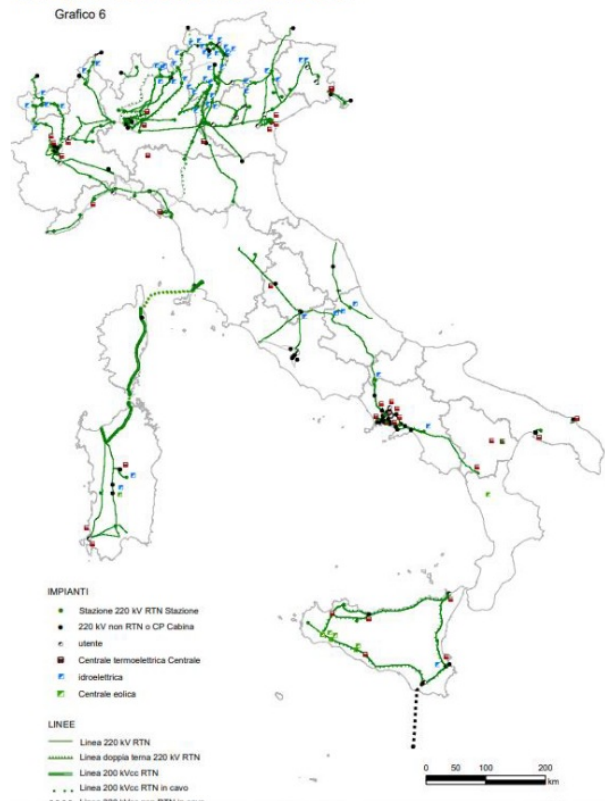 Grafico 6
IMPIANTI
Stazione 220 kV RTN Stazione
220 kV non RTN o CP Cabina
utente
Centrale termoelettrica Centrale
idroelettrica
Centrale eolica
LINEE
Linea 220 kV RTN
Linea doppia terna 220 kV RTN
Linea 200 kVcc RTN
Linea 200 kVcc RTN in cavo
0 50 100 200
km